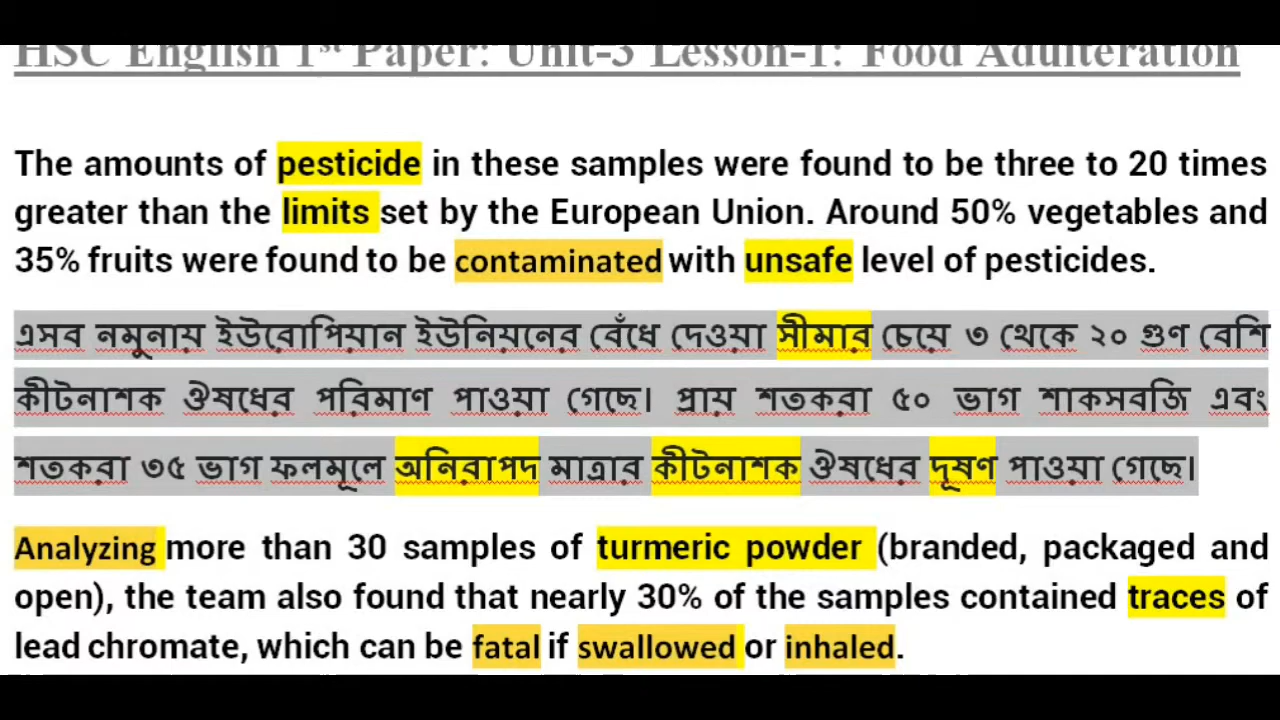 HSC English 1st Paper: Unit-3 Lesson-1: Food Adulteration
The amounts of pesticide in these samples were found to be three to 20 times
greater than the limits set by the European Union. Around 50% vegetables and
35% fruits were found to be contaminated with unsafe level of pesticides.
এসব নমুনায় ইউরোপিয়ান ইউনিয়নের বেঁধে দেওয়া সীমার চেয়ে ৩ থেকে ২০ গুণ বেশি
কীটনাশক ঔষধের পরিমাণ পাওয়া গেছে। প্রায় শতকরা ৫০ ভাগ শাকসবজি এবং
শতকরা ৩৫ ভাগ ফলমূলে অনিরাপদ মাত্রার কীটনাশক ঔষধের দূষণ পাওয়া গেছে।
Analyzing more than 30 samples of turmeric powder (branded, packaged and
open), the team also found that nearly 30% of the samples contained traces of
lead chromate, which can be fatal if swallowed or inhaled.